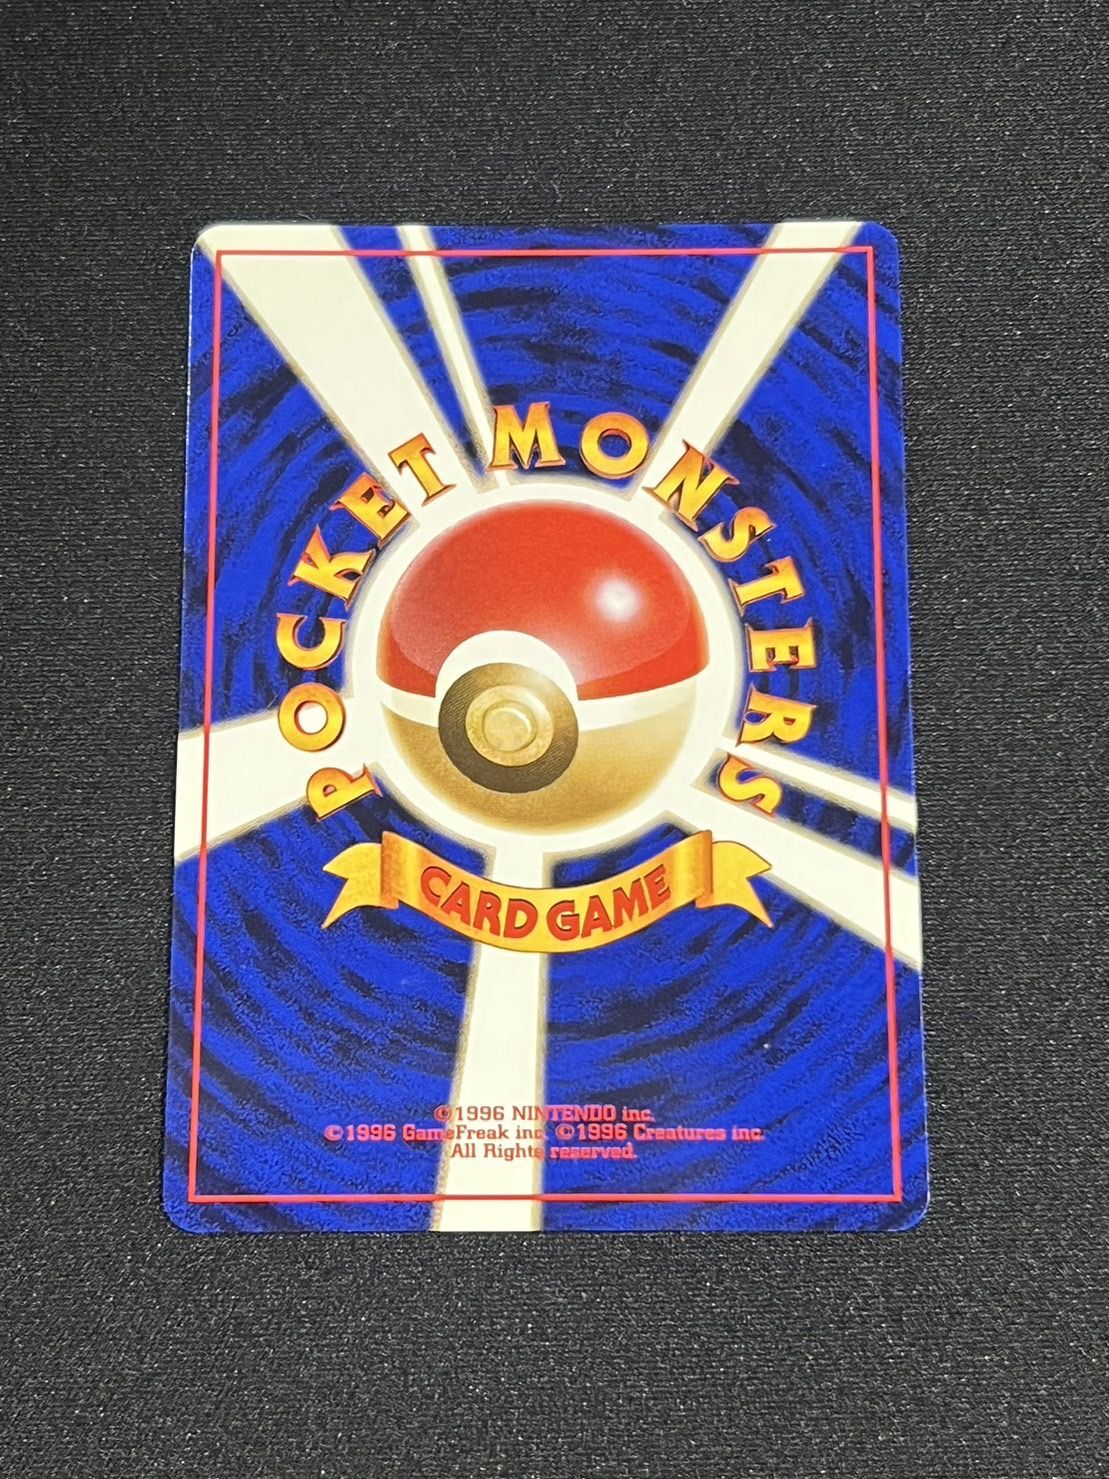 POCKET MONSTERS
CARD GAME
©1996 NINTENDO inc.
©1996 GameFreak inc. ©1996 Creatures inc.
All Rights reserved.